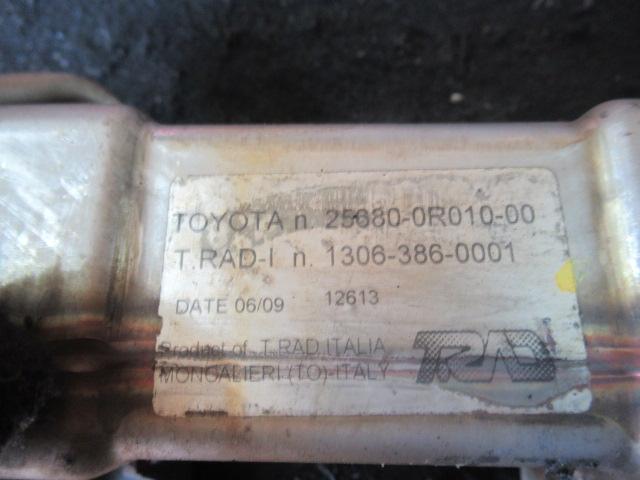 TOYOTA n. 25680-0R010-00
T.RAD-I n. 1306-386-0001
DATE 06/09 12613
Product of T.RAD ITALIA
MONCALIERI (TO)-ITALY
TRAD